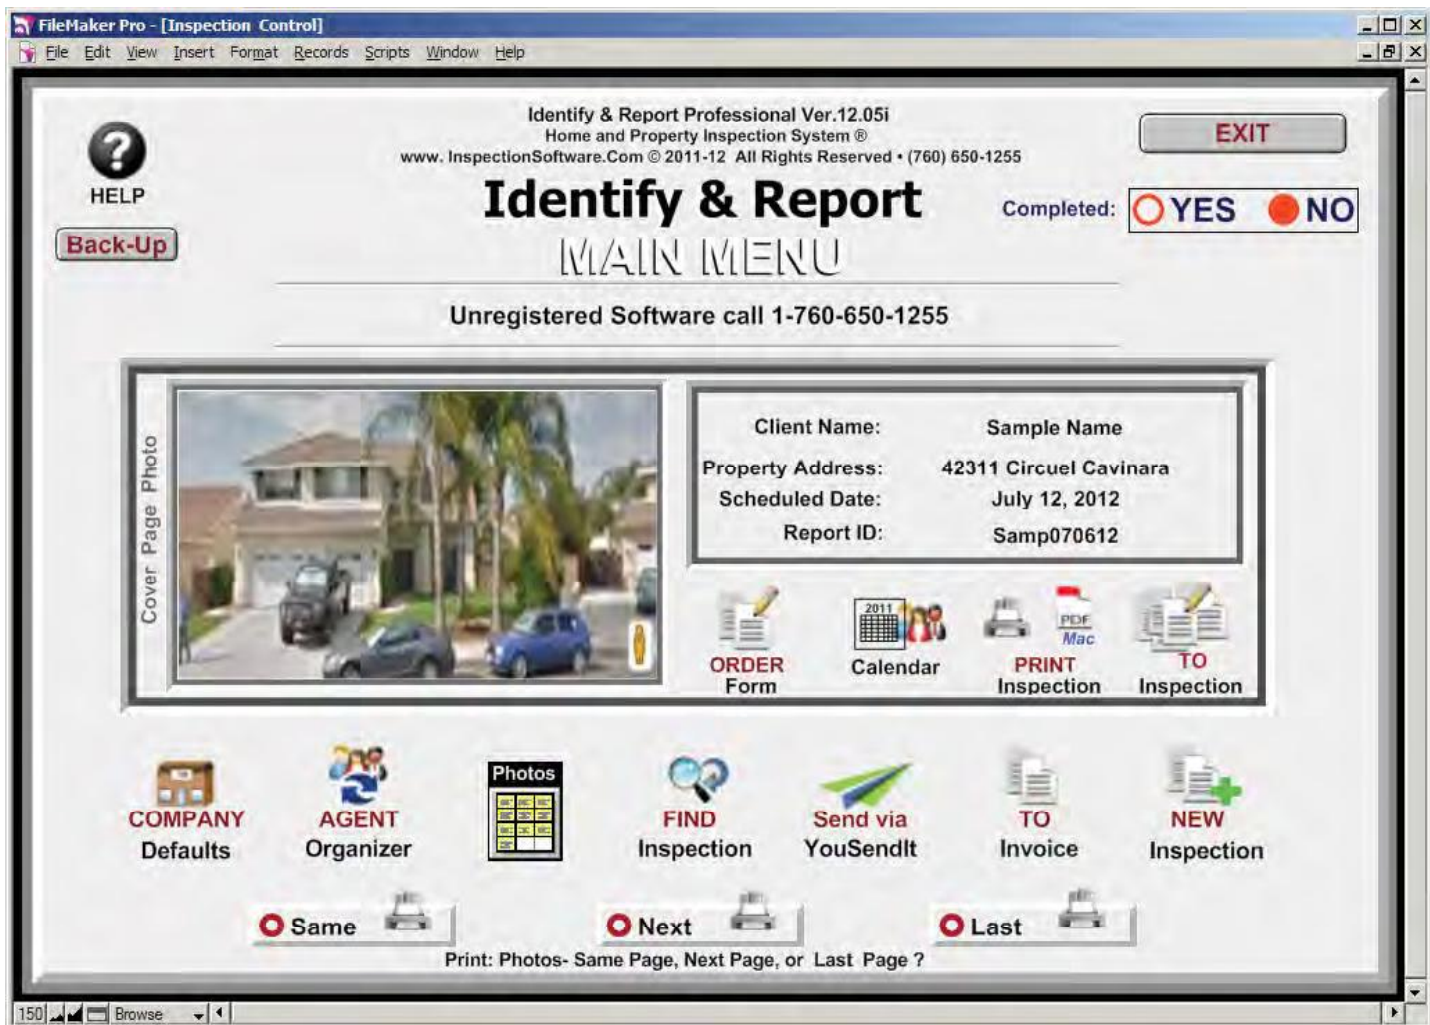 FileMaker Pro - [Inspection Control]
File Edit View Insert Format Records Scripts Window Help
Identify & Report Professional Ver.12.05i
Home and Property Inspection System ®
www. InspectionSoftware.Com © 2011-12 All Rights Reserved • (760) 650-1255
EXIT
?
HELP
Identify & Report
Completed: YES NO
Back-Up
MAIN MENU
Unregistered Software call 1-760-650-1255
Cover Page Photo
Client Name: Sample Name
Property Address: 42311 Circuel Cavinara
Scheduled Date: July 12, 2012
Report ID: Samp070612
2011
PDF
Mac
ORDER
Form
Calendar
PRINT
Inspection
TO
Inspection
Photos
COMPANY
Defaults
AGENT
Organizer
FIND
Inspection
Send via
YouSendIt
TO
Invoice
NEW
Inspection
Same Next Last
Print: Photos- Same Page, Next Page, or Last Page ?
150 Browse